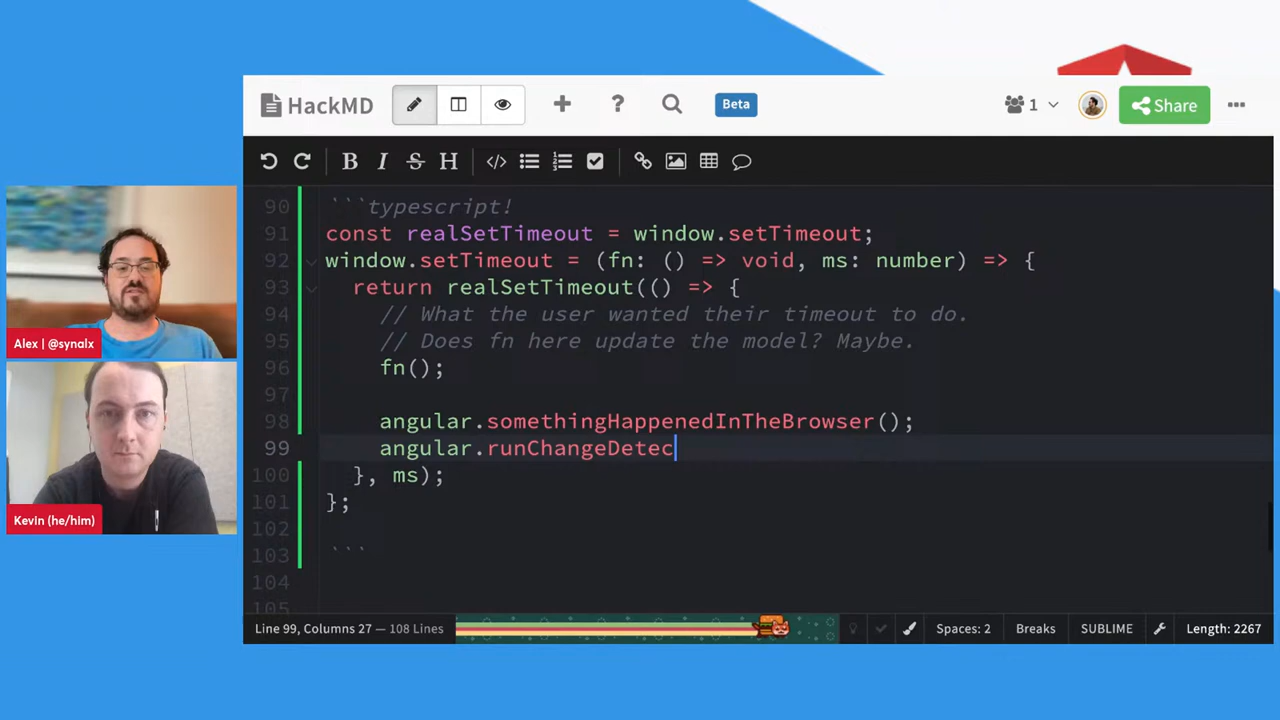 HackMD
Beta
1
Share
B I S H
90 ```typescript!
91 const realSetTimeout = window.setTimeout;
92 window.setTimeout = (fn: () => void, ms: number) => {
93 return realSetTimeout(() => {
94 // What the user wanted their timeout to do.
95 // Does fn here update the model? Maybe.
96 fn();
97
98 angular.somethingHappenedInTheBrowser();
99 angular.runChangeDetec
100 }, ms);
101 };
102
103 ```
104
105
Alex | @synalx
Kevin (he/him)
Line 99, Columns 27 — 108 Lines
Spaces: 2
Breaks
SUBLIME
Length: 2267